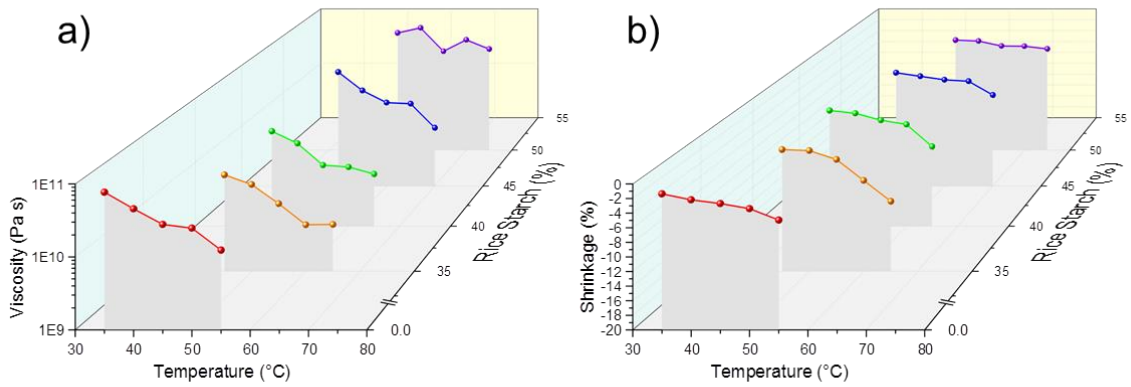 a)
Viscosity (Pa s)
1E11
1E10
1E9
30 40 50 60 70 80
Temperature (°C)
0.0
35
40
45
50
55
Rice Starch (%)
b)
Shrinkage (%)
0
-2
-4
-6
-8
-10
-12
-14
-16
-18
-20
30 40 50 60 70 80
Temperature (°C)
0.0
35
40
45
50
55
Rice Starch (%)